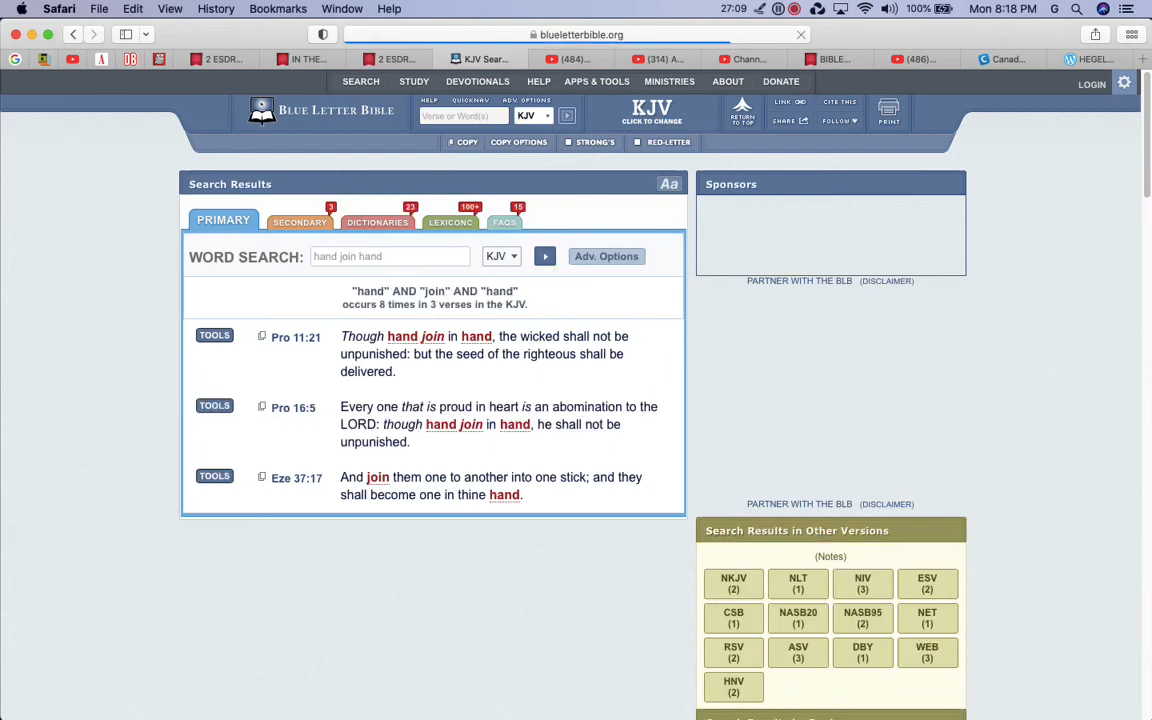 Safari File Edit View History Bookmarks Window Help 27:09 100% Mon 8:18 PM G
blueletterbible.org
2 ESDR... IN THE... 2 ESDR... KJV Sear... (484)... (314) A... Chann... BIBLE... (486)... Canad... HEGEL...
SEARCH STUDY DEVOTIONALS HELP APPS & TOOLS MINISTRIES ABOUT DONATE LOGIN
HELP QUICKNAV ADV. OPTIONS
BLUE LETTER BIBLE
Verse or Word(s) KJV
KJV
CLICK TO CHANGE
RETURN
TO TOP
LINK CITE THIS
SHARE FOLLOW
PRINT
COPY COPY OPTIONS STRONG'S RED-LETTER
Search Results Aa
PRIMARY SECONDARY 3 DICTIONARIES 23 LEXICONC 100+ FAQS 15
WORD SEARCH: hand join hand KJV Adv. Options
"hand" AND "join" AND "hand"
occurs 8 times in 3 verses in the KJV.
TOOLS Pro 11:21 Though hand join in hand, the wicked shall not be
unpunished: but the seed of the righteous shall be
delivered.
TOOLS Pro 16:5 Every one that is proud in heart is an abomination to the
LORD: though hand join in hand, he shall not be
unpunished.
TOOLS Eze 37:17 And join them one to another into one stick; and they
shall become one in thine hand.
Sponsors
PARTNER WITH THE BLB (DISCLAIMER)
PARTNER WITH THE BLB (DISCLAIMER)
Search Results in Other Versions
(Notes)
NKJV NLT NIV ESV
(2) (1) (3) (2)
CSB NASB20 NASB95 NET
(1) (1) (2) (1)
RSV ASV DBY WEB
(2) (3) (1) (3)
HNV
(2)